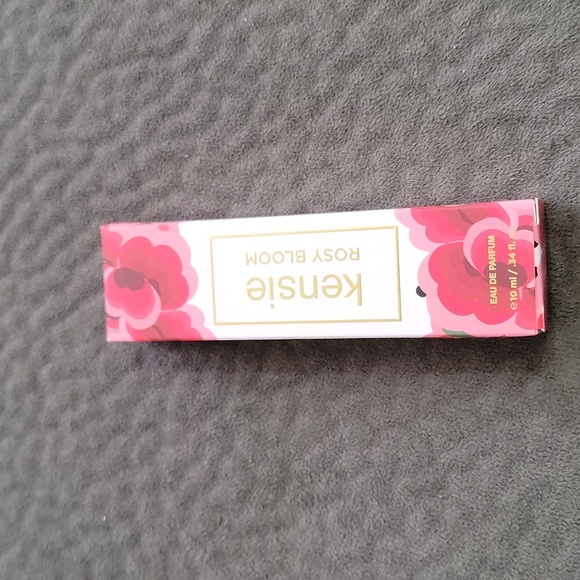 kensie
ROSY BLOOM
EAU DE PARFUM
℮ 10 ml / .34 fl.